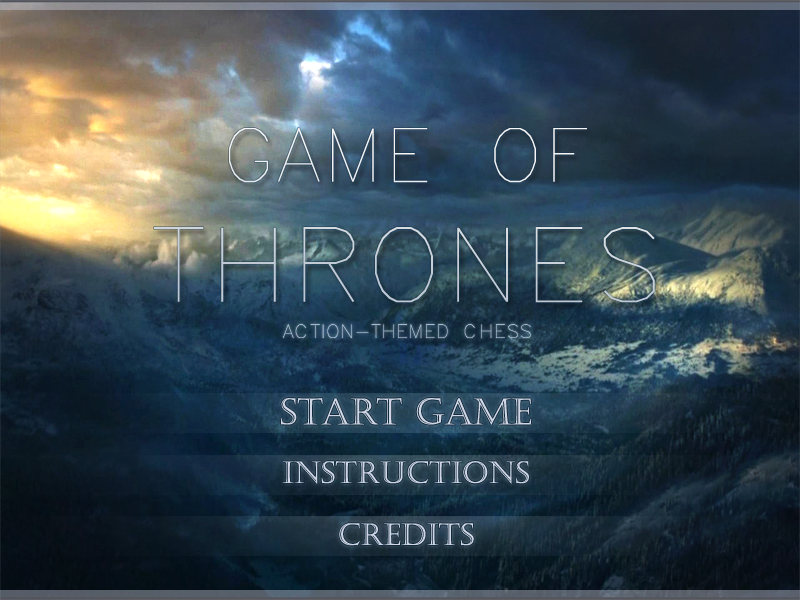 GAME OF
THRONES
ACTION-THEMED CHESS
START GAME
INSTRUCTIONS
CREDITS